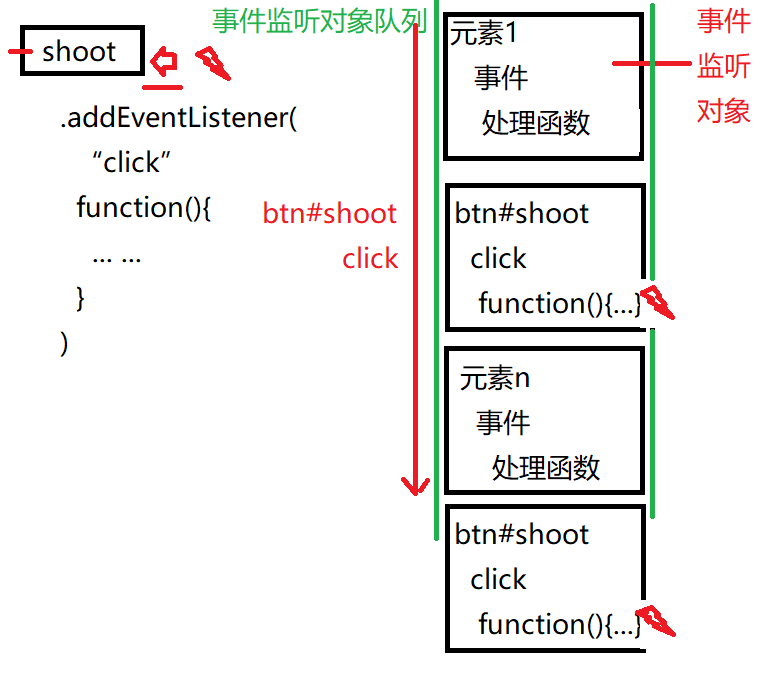 shoot
.addEventListener(
“click”
function(){
... ...
}
)
事件监听对象队列
btn#shoot
click
元素1
事件
处理函数
btn#shoot
click
function(){...}
元素n
事件
处理函数
btn#shoot
click
function(){...}
事件
监听
对象